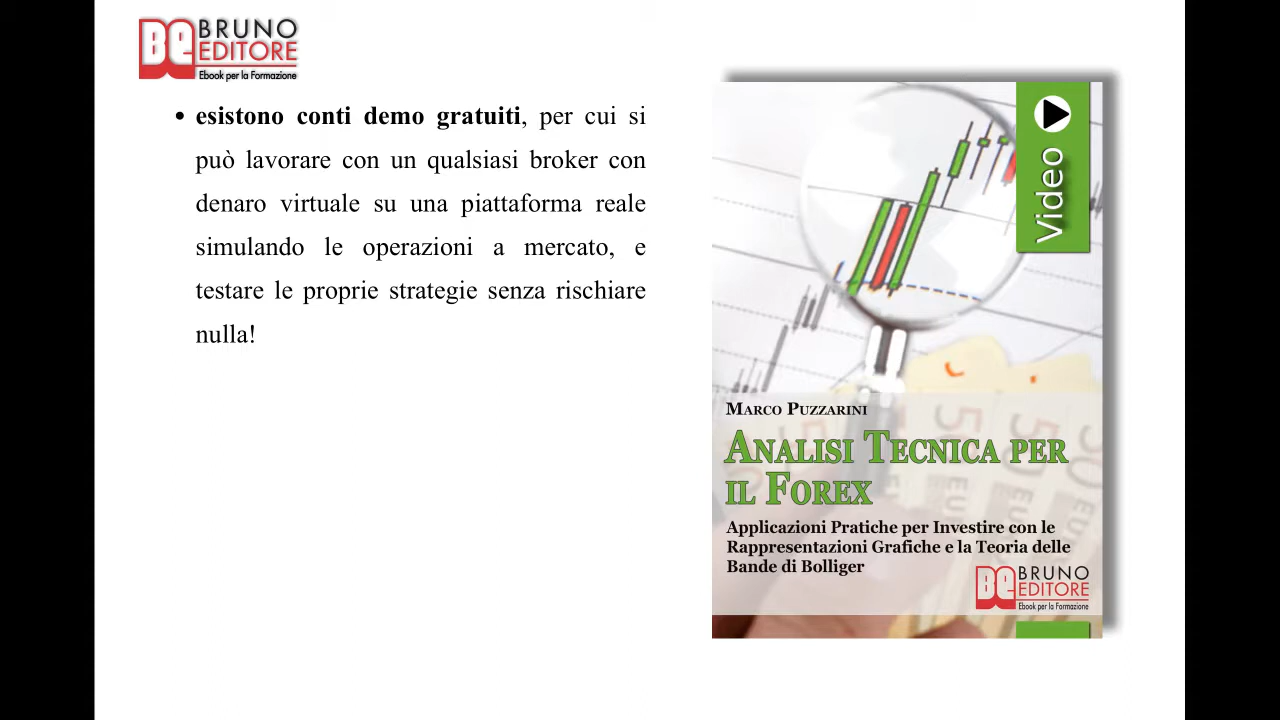 BRUNO
EDITORE
Ebook per la Formazione
• esistono conti demo gratuiti, per cui si
può lavorare con un qualsiasi broker con
denaro virtuale su una piattaforma reale
simulando le operazioni a mercato, e
testare le proprie strategie senza rischiare
nulla!
Video
MARCO PUZZARINI
ANALISI TECNICA PER
IL FOREX
Applicazioni Pratiche per Investire con le
Rappresentazioni Grafiche e la Teoria delle
Bande di Bolliger
BRUNO
EDITORE
Ebook per la Formazione